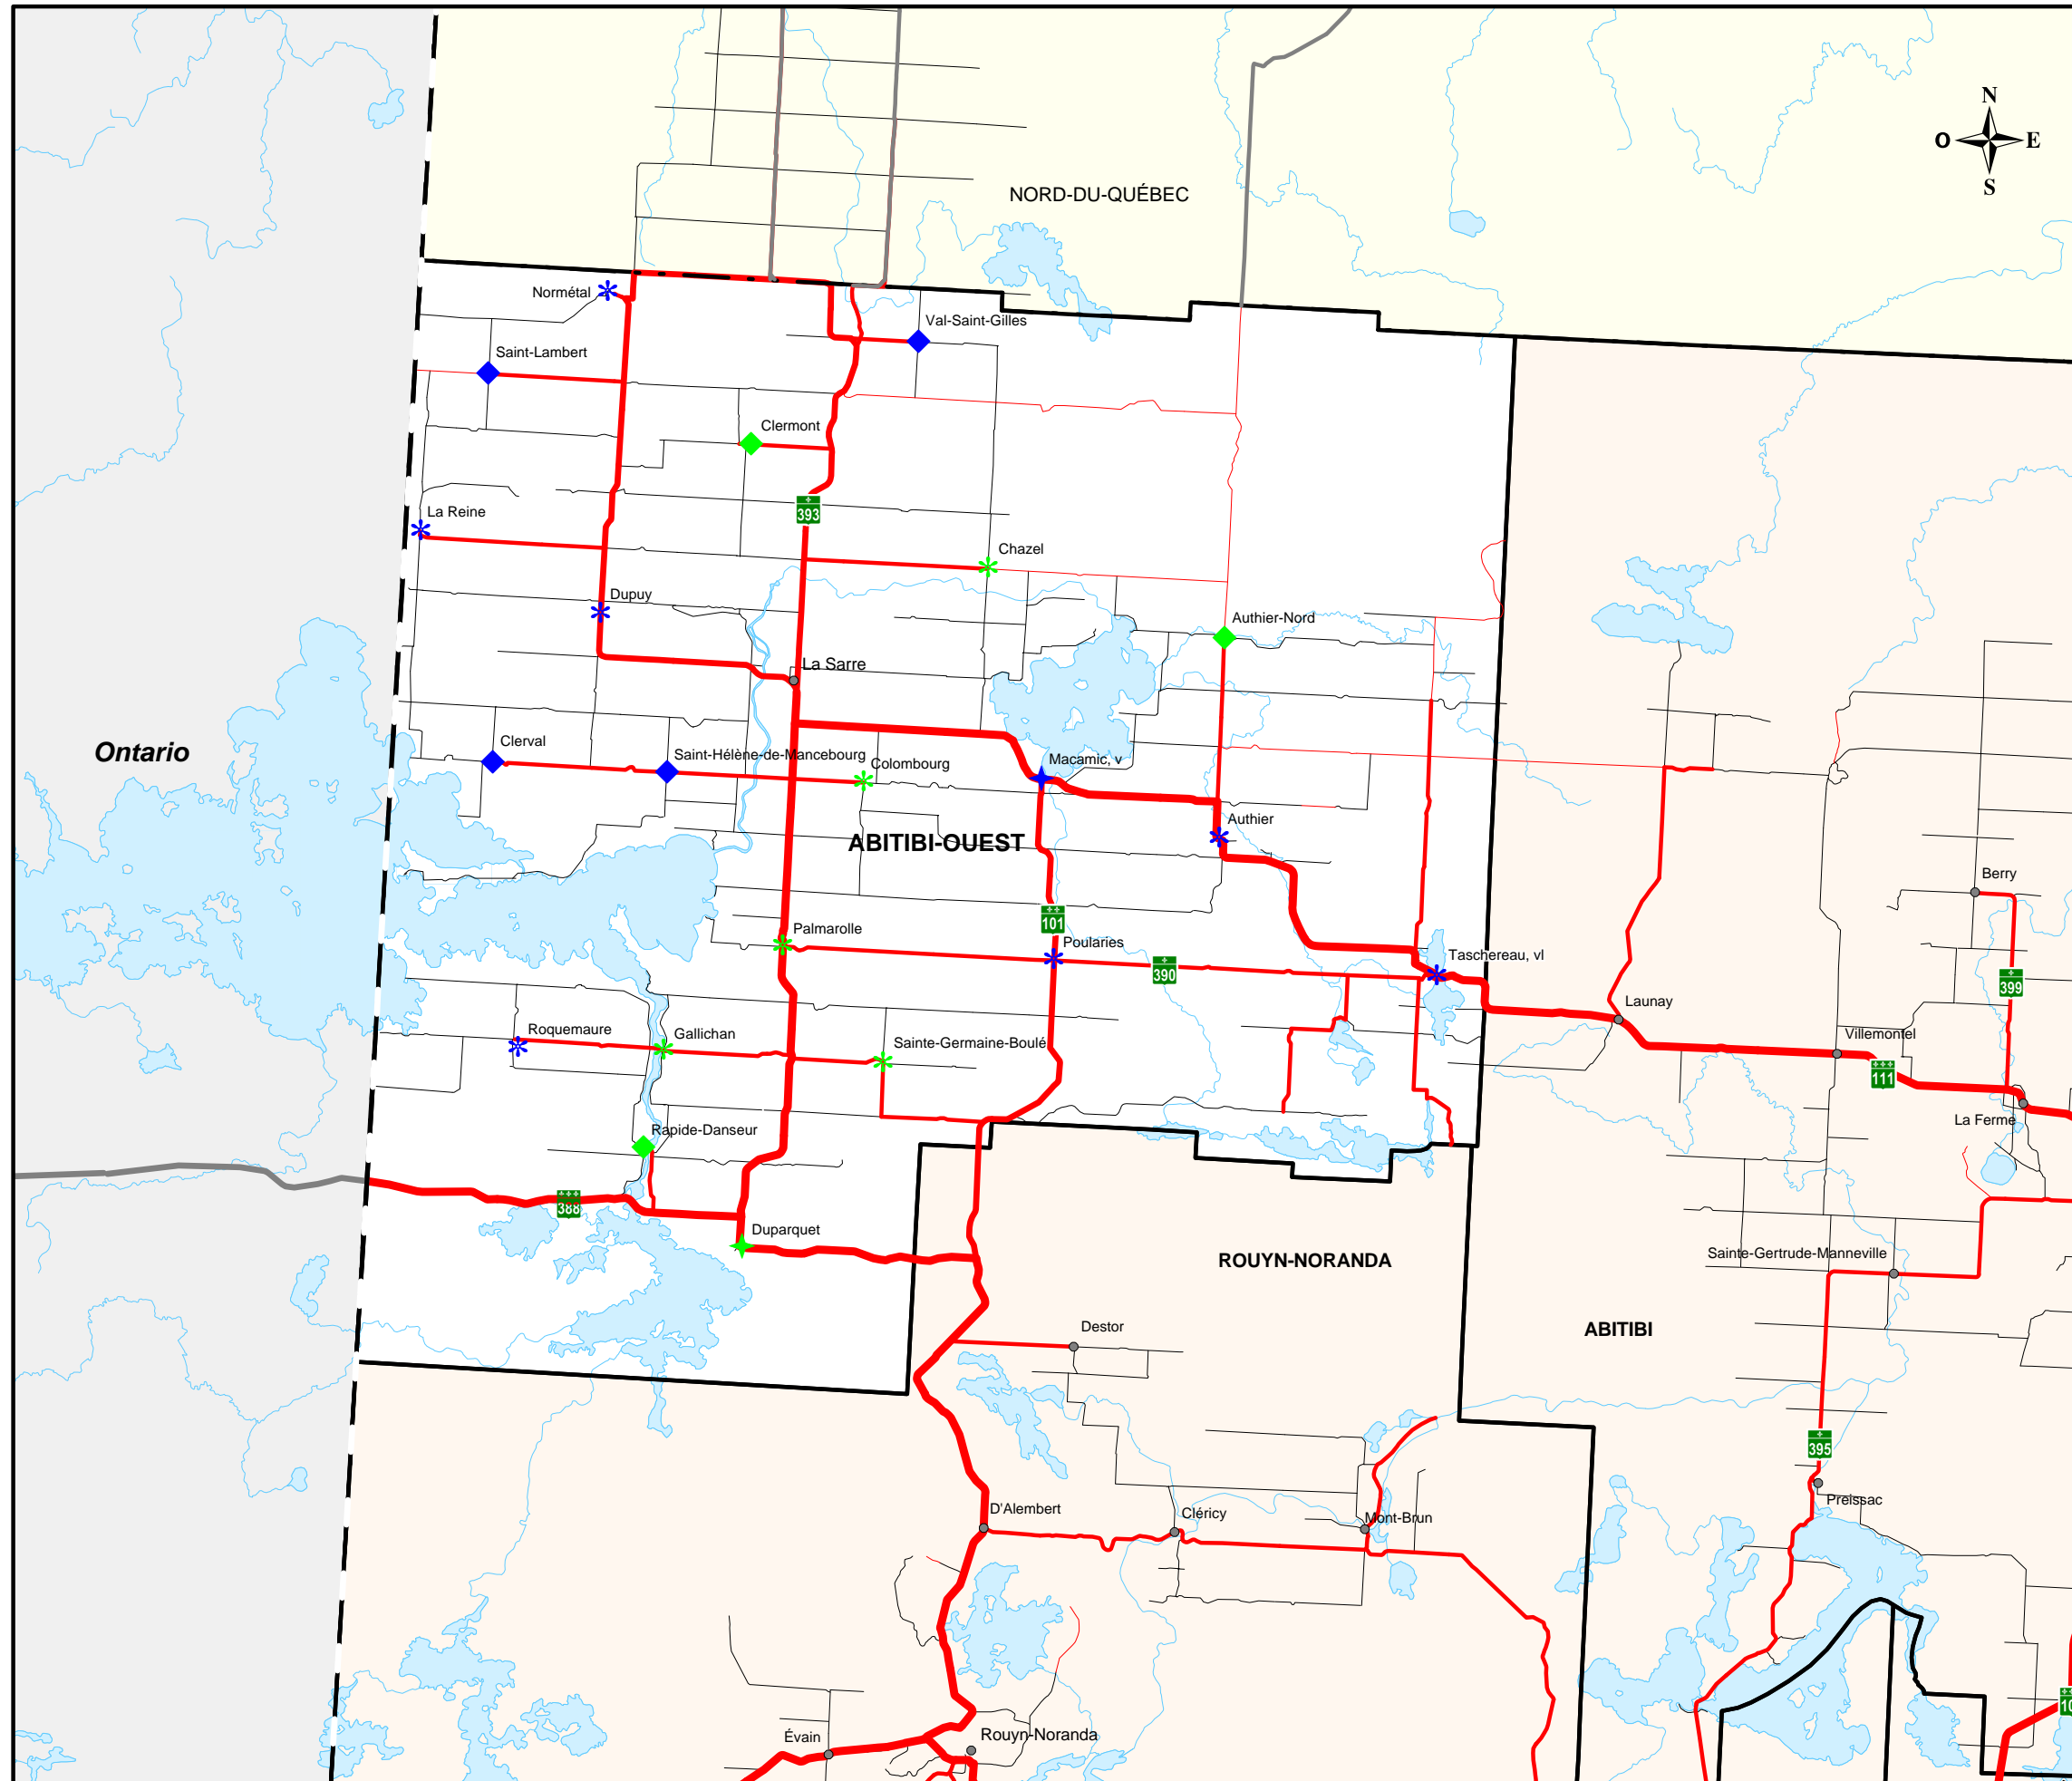 N
O
E
S
NORD-DU-QUÉBEC
Normétal
Val-Saint-Gilles
Saint-Lambert
Clermont
La Reine
393
Chazel
Dupuy
Authier-Nord
La Sarre
Ontario
Clerval
Saint-Hélène-de-Mancebourg
Colombourg
Macamic, v
Authier
ABITIBI-OUEST
Berry
101
Palmarolle
Poularies
390
Taschereau, vl
399
Launay
Roquemaure
Gallichan
Sainte-Germaine-Boulé
Villemontel
111
La Ferme
Rapide-Danseur
388
Duparquet
ROUYN-NORANDA
Sainte-Gertrude-Manneville
Destor
ABITIBI
395
Preissac
D'Alembert
Cléricy
Mont-Brun
10
Évain
Rouyn-Noranda